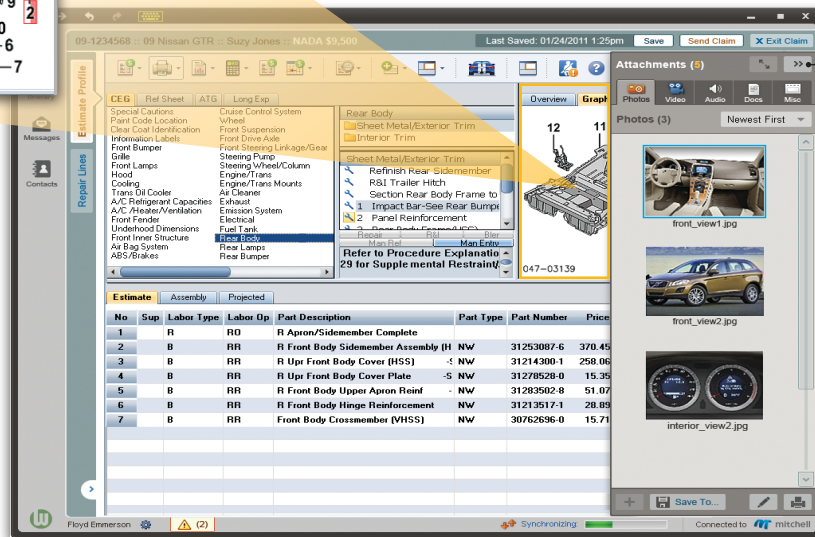 9
2
0
-6
-7
09-1234568 :: 09 Nissan GTR :: Suzy Jones :: NADA $9,500
Last Saved: 01/24/2011 1:25pm
Save
Send Claim
X Exit Claim
Messages
Contacts
Estimate Profile
Repair Lines
CEG
Ref Sheet
ATG
Long Exp
Special Cautions
Paint Code Location
Clear Coat Identification
Information Labels
Front Bumper
Grille
Front Lamps
Hood
Cooling
Trans Oil Cooler
A/C Refrigerant Capacities
A/C /Heater/Ventilation
Front Fender
Underhood Dimensions
Front Inner Structure
Air Bag System
ABS/Brakes
Cruise Control System
Wheel
Front Suspension
Front Drive Axle
Front Steering Linkage/Gear
Steering Pump
Steering Wheel/Column
Engine/Trans
Engine/Trans Mounts
Air Cleaner
Exhaust
Emission System
Electrical
Fuel Tank
Rear Body
Rear Lamps
Rear Bumper
Rear Body
Sheet Metal/Exterior Trim
Interior Trim
Sheet Metal/Exterior Trim
Refinish Rear Sidemember
R&I Trailer Hitch
Section Rear Body Frame to
1 Impact Bar-See Rear Bumpe
2 Panel Reinforcement
Repair
R&I
Blen
Man Ref
Man Entry
Refer to Procedure Explanatio
29 for Supplemental Restraint/
Overview
Graph
12
11
047-03139
Estimate
Assembly
Projected
No Sup Labor Type Labor Op Part Description Part Type Part Number Price
1 R RO R Apron/Sidemember Complete
2 B RR R Front Body Sidemember Assembly (H NW 31253087-6 370.45
3 B RR R Upr Front Body Cover (HSS) -S NW 31214300-1 258.06
4 B RR R Upr Front Body Cover Plate -S NW 31278528-0 15.35
5 B RR R Front Body Upper Apron Reinf - NW 31283502-8 51.07
6 B RR R Front Body Hinge Reinforcement NW 31213517-1 28.89
7 B RR Front Body Crossmember (VHSS) NW 30762696-0 15.71
Attachments (5)
Photos
Video
Audio
Docs
Misc
Photos (3)
Newest First
front_view1.jpg
front_view2.jpg
interior_view2.jpg
Save To...
Floyd Emmerson
(2)
Synchronizing:
Connected to mitchell